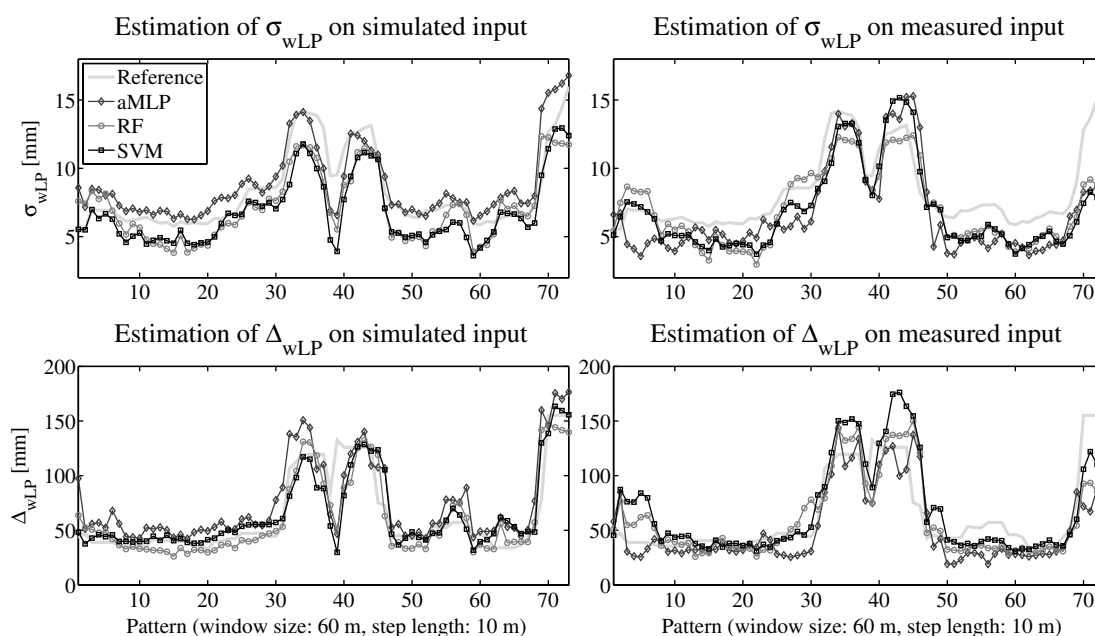 Estimation of σwLP on simulated input
Estimation of σwLP on measured input
Reference
aMLP
RF
SVM
σwLP [mm]
15
10
5
10 20 30 40 50 60 70
15
10
5
10 20 30 40 50 60 70
Estimation of ΔwLP on simulated input
Estimation of ΔwLP on measured input
ΔwLP [mm]
200
150
100
50
0
10 20 30 40 50 60 70
200
150
100
50
0
10 20 30 40 50 60 70
Pattern (window size: 60 m, step length: 10 m)
Pattern (window size: 60 m, step length: 10 m)